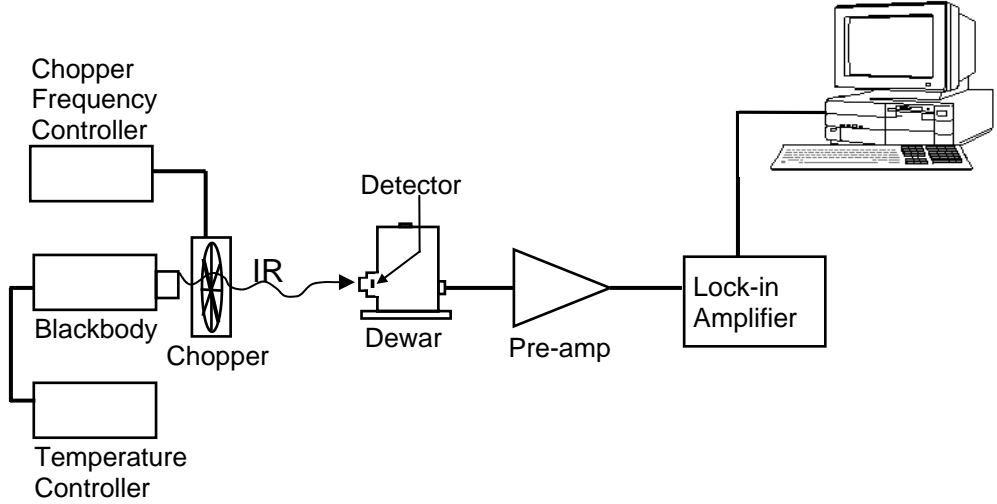 Chopper
Frequency
Controller
Detector
IR
Blackbody
Chopper
Dewar
Pre-amp
Lock-in
Amplifier
Temperature
Controller